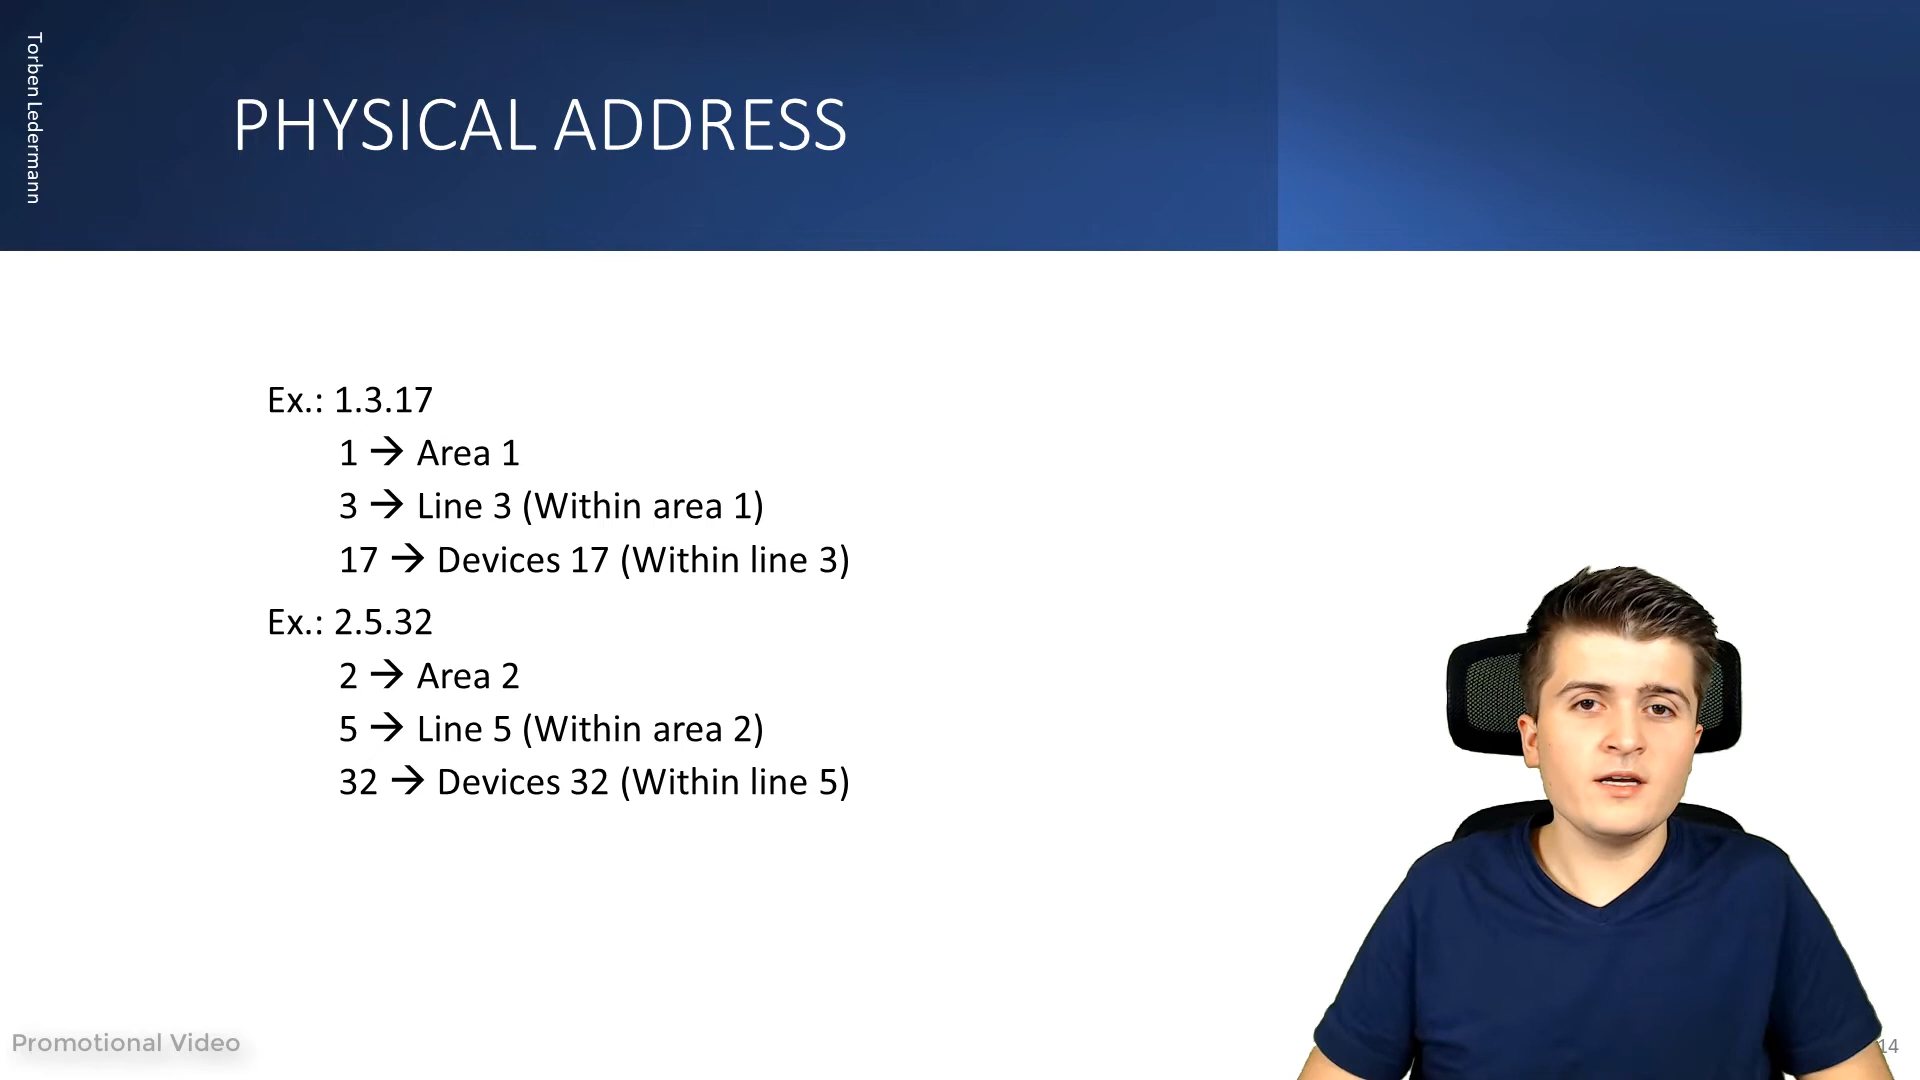 Torben Ledermann
PHYSICAL ADDRESS
Ex.: 1.3.17
1 → Area 1
3 → Line 3 (Within area 1)
17 → Devices 17 (Within line 3)
Ex.: 2.5.32
2 → Area 2
5 → Line 5 (Within area 2)
32 → Devices 32 (Within line 5)
Promotional Video
14